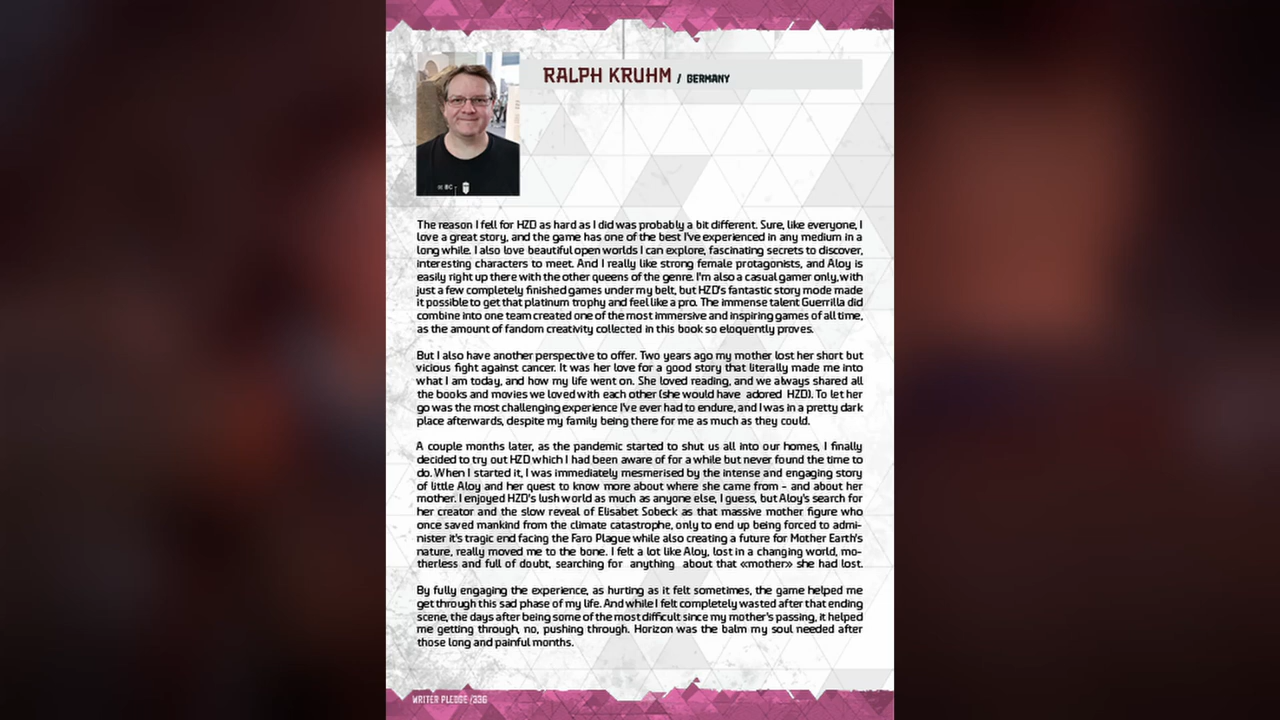 RALPH KRUHM / GERMANY
The reason I fell for HZD as hard as I did was probably a bit different. Sure, like everyone, I
love a great story, and the game has one of the best I've experienced in any medium in a
long while. I also love beautiful open worlds I can explore, fascinating secrets to discover,
interesting characters to meet. And I really like strong female protagonists, and Aloy is
easily right up there with the other queens of the genre. I'm also a casual gamer only, with
just a few completely finished games under my belt, but HZD's fantastic story mode made
it possible to get that platinum trophy and feel like a pro. The immense talent Guerrilla did
combine into one team created one of the most immersive and inspiring games of all time,
as the amount of fandom creativity collected in this book so eloquently proves.
But I also have another perspective to offer. Two years ago my mother lost her short but
vicious fight against cancer. It was her love for a good story that literally made me into
what I am today, and how my life went on. She loved reading, and we always shared all
the books and movies we loved with each other (she would have adored HZD). To let her
go was the most challenging experience I've ever had to endure, and I was in a pretty dark
place afterwards, despite my family being there for me as much as they could.
A couple months later, as the pandemic started to shut us all into our homes, I finally
decided to try out HZD which I had been aware of for a while but never found the time to
do. When I started it, I was immediately mesmerised by the intense and engaging story
of little Aloy and her quest to know more about where she came from - and about her
mother. I enjoyed HZD's lush world as much as anyone else, I guess, but Aloy's search for
her creator and the slow reveal of Elisabet Sobeck as that massive mother figure who
once saved mankind from the climate catastrophe, only to end up being forced to admi-
nister it's tragic end facing the Faro Plague while also creating a future for Mother Earth's
nature, really moved me to the bone. I felt a lot like Aloy, lost in a changing world, mo-
therless and full of doubt, searching for anything about that «mother» she had lost.
By fully engaging the experience, as hurting as it felt sometimes, the game helped me
get through this sad phase of my life. And while I felt completely wasted after that ending
scene, the days after being some of the most difficult since my mother's passing, it helped
me getting through, no, pushing through. Horizon was the balm my soul needed after
those long and painful months.
WRITER PLEDGE /336